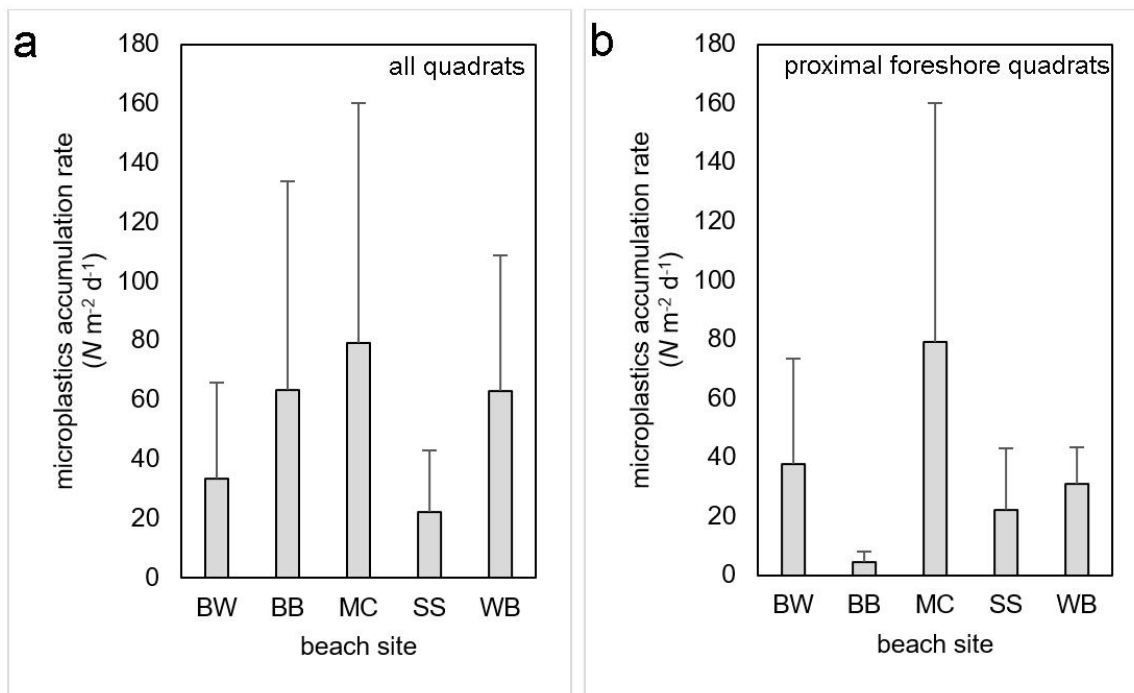 a
all quadrats
180
160
140
120
100
80
60
40
20
0
microplastics accumulation rate
(N m⁻² d⁻¹)
BW BB MC SS WB
beach site
b
proximal foreshore quadrats
180
160
140
120
100
80
60
40
20
0
microplastics accumulation rate
(N m⁻² d⁻¹)
BW BB MC SS WB
beach site